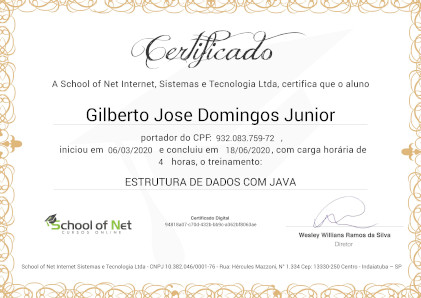 Certificado
A School of Net Internet, Sistemas e Tecnologia Ltda, certifica que o aluno
Gilberto Jose Domingos Junior
portador do CPF: 932.083.759-72 ,
iniciou em 06/03/2020 e concluiu em 18/06/2020 , com carga horária de
4 horas, o treinamento:
ESTRUTURA DE DADOS COM JAVA
School of Net
CURSOS ONLINE
Certificado Digital
Wesley Willians Ramos da Silva
Diretor
School of Net Internet Sistemas e Tecnologia Ltda - CNPJ 10.382.046/0001-76 - Rua: Hércules Mazzoni, N° 1.334 Cep: 13330-250 Centro - Indaiatuba – SP